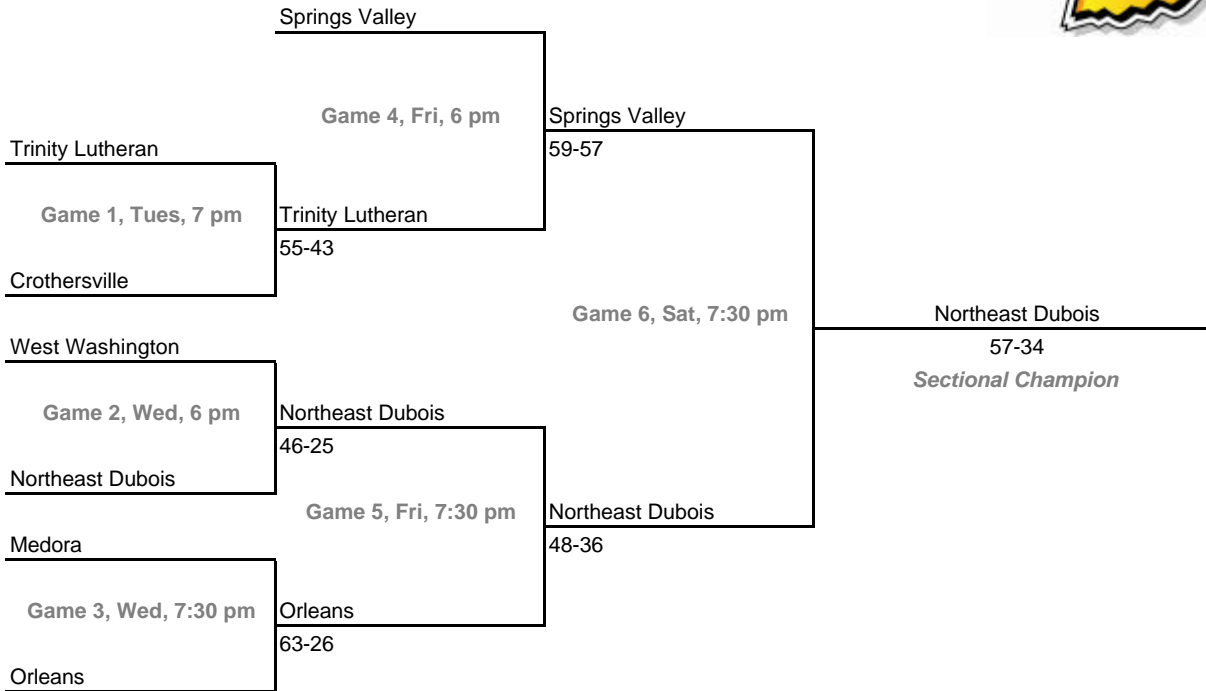 Springs Valley
Game 4, Fri, 6 pm
Springs Valley
59-57
Trinity Lutheran
Game 1, Tues, 7 pm
Trinity Lutheran
55-43
Crothersville
Game 6, Sat, 7:30 pm
Northeast Dubois
57-34
Sectional Champion
West Washington
Game 2, Wed, 6 pm
Northeast Dubois
46-25
Northeast Dubois
Game 5, Fri, 7:30 pm
Northeast Dubois
48-36
Medora
Game 3, Wed, 7:30 pm
Orleans
63-26
Orleans